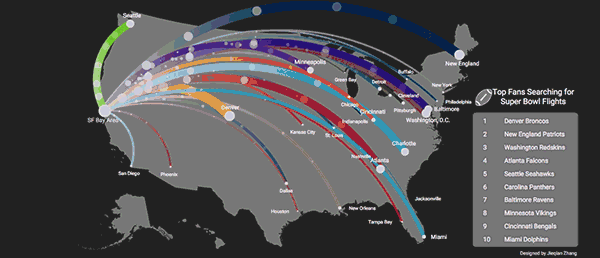 Seattle
New England
Minneapolis
Buffalo
New York
Green Bay
Detroit
Cleveland
Philadelphia
Chicago
Pittsburgh
Baltimore
Denver
Cincinnati
Washington, D.C.
SF Bay Area
Indianapolis
Kansas City
St. Louis
Charlotte
Nashville
Atlanta
San Diego
Phoenix
Dallas
Jacksonville
New Orleans
Houston
Tampa Bay
Miami
Top Fans Searching for
Super Bowl Flights
1 Denver Broncos
2 New England Patriots
3 Washington Redskins
4 Atlanta Falcons
5 Seattle Seahawks
6 Carolina Panthers
7 Baltimore Ravens
8 Minnesota Vikings
9 Cincinnati Bengals
10 Miami Dolphins
Designed by Jieqian Zhang